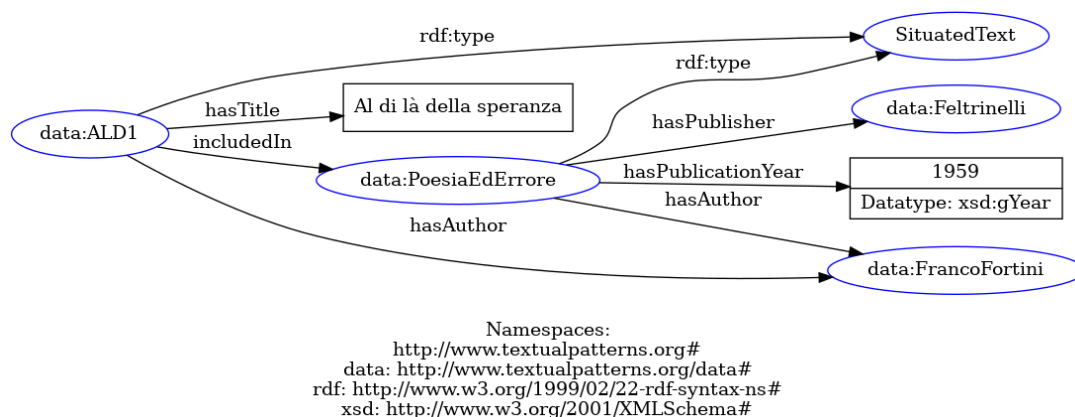 rdf:type
SituatedText
rdf:type
hasTitle
Al di là della speranza
data:Feltrinelli
data:ALD1
includedIn
hasPublisher
data:PoesiaEdErrore
hasPublicationYear
1959
Datatype: xsd:gYear
hasAuthor
hasAuthor
data:FrancoFortini
Namespaces:
http://www.textualpatterns.org#
data: http://www.textualpatterns.org/data#
rdf: http://www.w3.org/1999/02/22-rdf-syntax-ns#
xsd: http://www.w3.org/2001/XMLSchema#